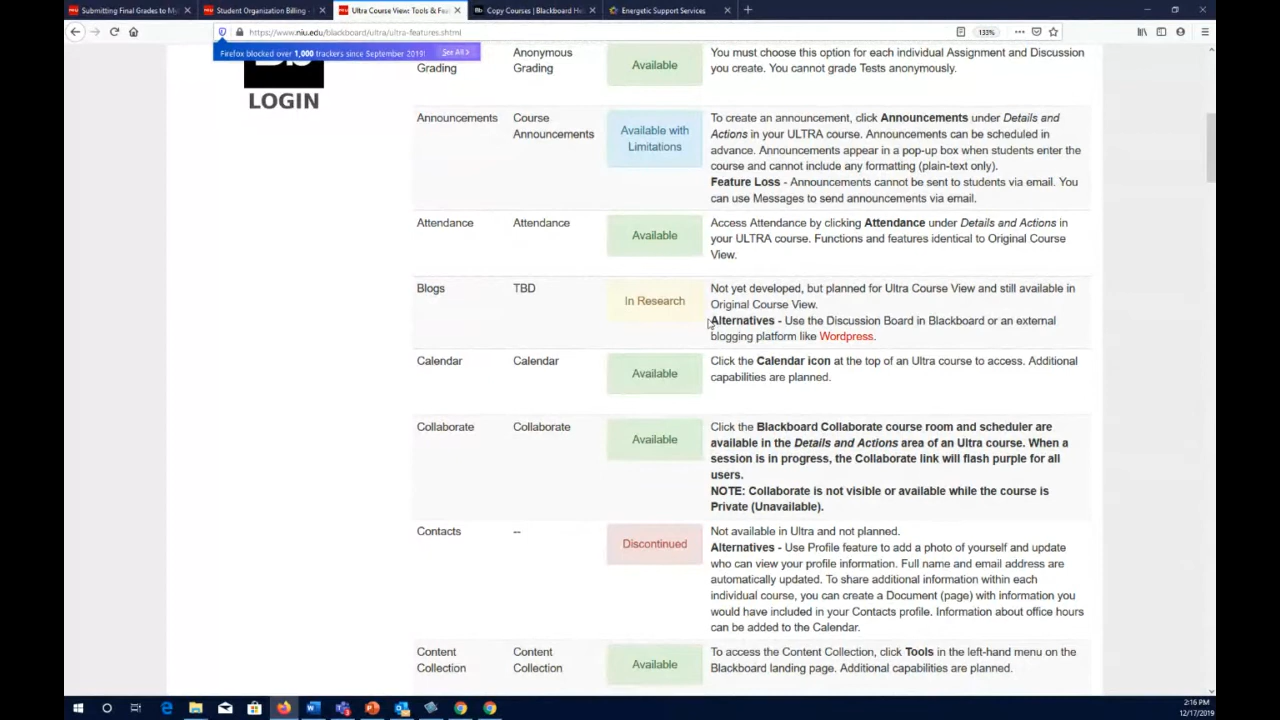 Submitting Final Grades to My
Student Organization Billing -
Ultra Course View: Tools & Fea
Copy Courses | Blackboard He
Energetic Support Services
https://www.niu.edu/blackboard/ultra/ultra-features.shtml
133%
Firefox blocked over 1,000 trackers since September 2019!
See All >
LOGIN
Grading
Anonymous
Grading
Available
You must choose this option for each individual Assignment and Discussion
you create. You cannot grade Tests anonymously.
Announcements
Course
Announcements
Available with
Limitations
To create an announcement, click Announcements under Details and
Actions in your ULTRA course. Announcements can be scheduled in
advance. Announcements appear in a pop-up box when students enter the
course and cannot include any formatting (plain-text only).
Feature Loss - Announcements cannot be sent to students via email. You
can use Messages to send announcements via email.
Attendance
Attendance
Available
Access Attendance by clicking Attendance under Details and Actions in
your ULTRA course. Functions and features identical to Original Course
View.
Blogs
TBD
In Research
Not yet developed, but planned for Ultra Course View and still available in
Original Course View.
Alternatives - Use the Discussion Board in Blackboard or an external
blogging platform like Wordpress.
Calendar
Calendar
Available
Click the Calendar icon at the top of an Ultra course to access. Additional
capabilities are planned.
Collaborate
Collaborate
Available
Click the Blackboard Collaborate course room and scheduler are
available in the Details and Actions area of an Ultra course. When a
session is in progress, the Collaborate link will flash purple for all
users.
NOTE: Collaborate is not visible or available while the course is
Private (Unavailable).
Contacts
--
Discontinued
Not available in Ultra and not planned.
Alternatives - Use Profile feature to add a photo of yourself and update
who can view your profile information. Full name and email address are
automatically updated. To share additional information within each
individual course, you can create a Document (page) with information you
would have included in your Contacts profile. Information about office hours
can be added to the Calendar.
Content
Collection
Content
Collection
Available
To access the Content Collection, click Tools in the left-hand menu on the
Blackboard landing page. Additional capabilities are planned.
2:16 PM
12/17/2019